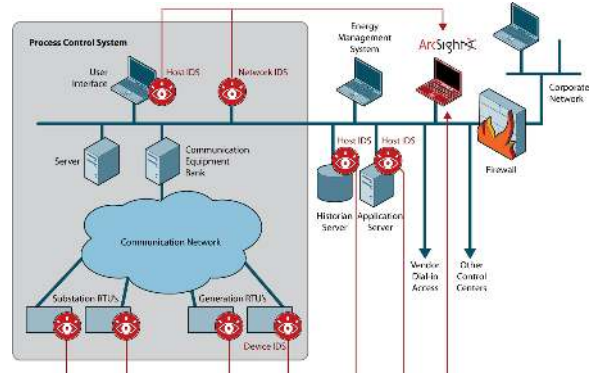 Process Control System
User
Interface
Host IDS
Network IDS
Energy
Management
System
ArcSight
Corporate
Network
Server
Communication
Equipment
Bank
Host IDS
Host IDS
Firewall
Historian
Server
Application
Server
Communication Network
Vendor
Dial-in
Access
Other
Control
Centers
Substation RTU's
Generation RTU's
Device IDS